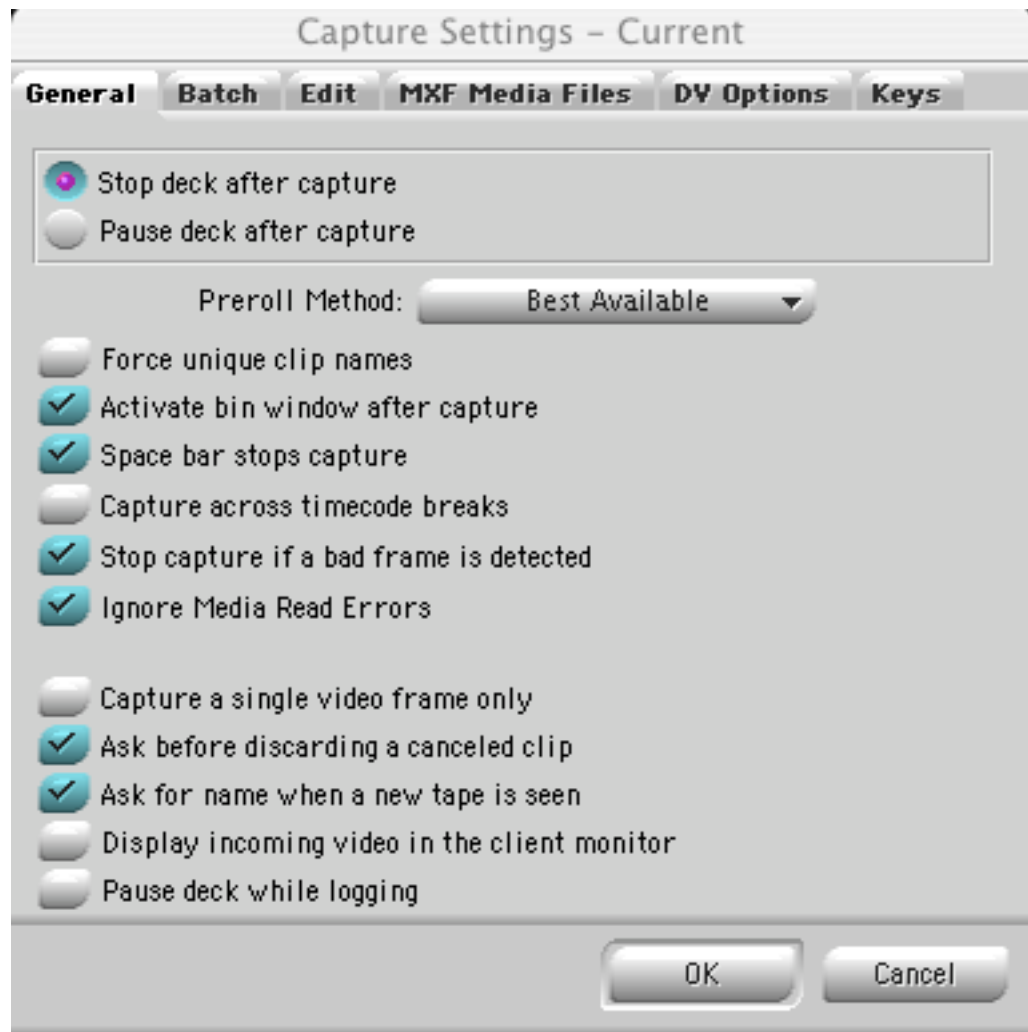 Capture Settings – Current
General Batch Edit MXF Media Files DV Options Keys
Stop deck after capture
Pause deck after capture
Preroll Method: Best Available
Force unique clip names
Activate bin window after capture
Space bar stops capture
Capture across timecode breaks
Stop capture if a bad frame is detected
Ignore Media Read Errors
Capture a single video frame only
Ask before discarding a canceled clip
Ask for name when a new tape is seen
Display incoming video in the client monitor
Pause deck while logging
OK Cancel